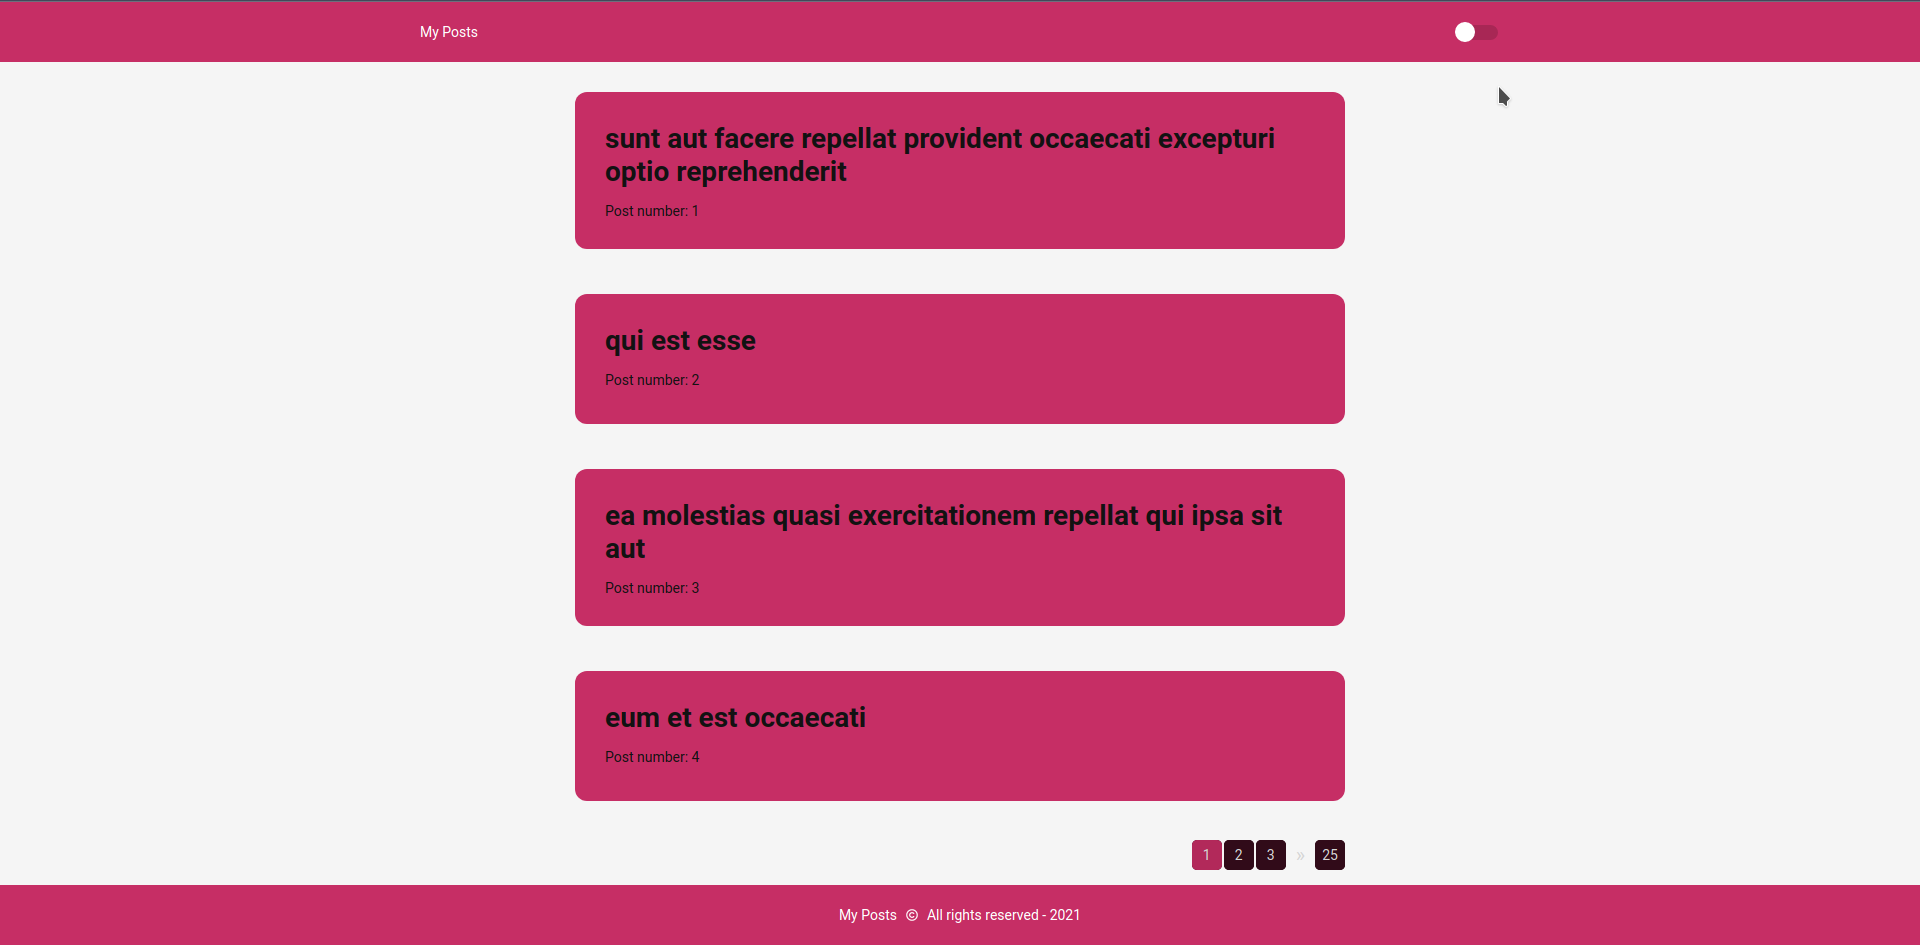 My Posts
sunt aut facere repellat provident occaecati excepturi
optio reprehenderit
Post number: 1
qui est esse
Post number: 2
ea molestias quasi exercitationem repellat qui ipsa sit
aut
Post number: 3
eum et est occaecati
Post number: 4
1 2 3 » 25
My Posts © All rights reserved - 2021